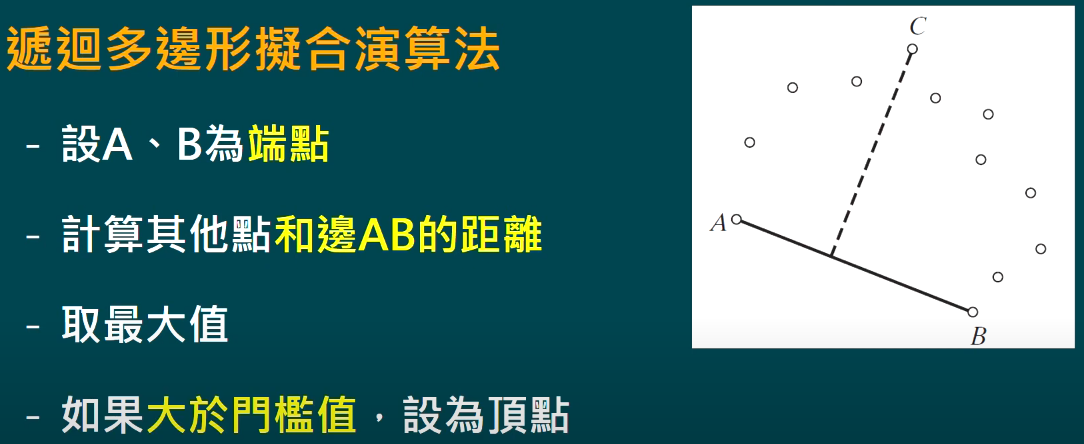 遞迴多邊形擬合演算法
- 設A、B為端點
- 計算其他點和邊AB的距離
- 取最大值
- 如果大於門檻值，設為頂點
C
A
B